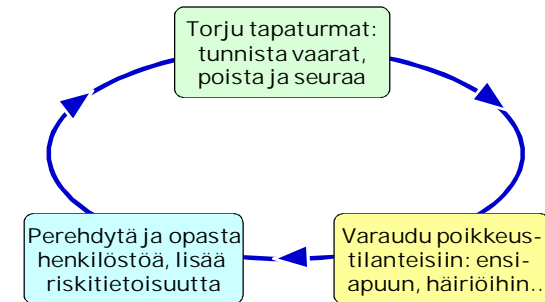 Torju tapaturmat:
tunnista vaarat,
poista ja seuraa
Perehdytä ja opasta
henkilöstöä, lisää
riskitietoisuutta
Varaudu poikkeus-
tilanteisiin: ensi-
apuun, häiriöihin..